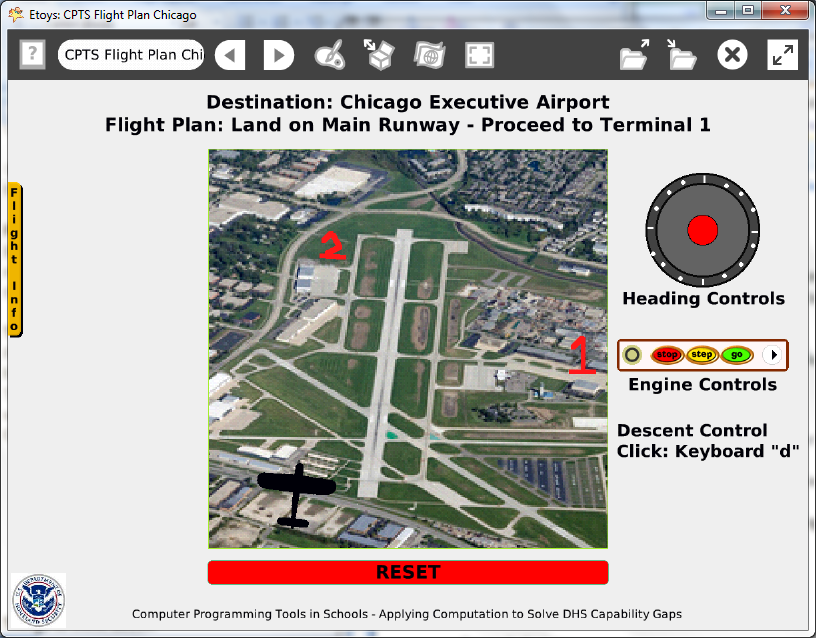 Etoys: CPTS Flight Plan Chicago
?
CPTS Flight Plan Chi
Destination: Chicago Executive Airport
Flight Plan: Land on Main Runway - Proceed to Terminal 1
Flight Info
2
1
Heading Controls
stop step go
Engine Controls
Descent Control
Click: Keyboard "d"
RESET
Computer Programming Tools in Schools - Applying Computation to Solve DHS Capability Gaps